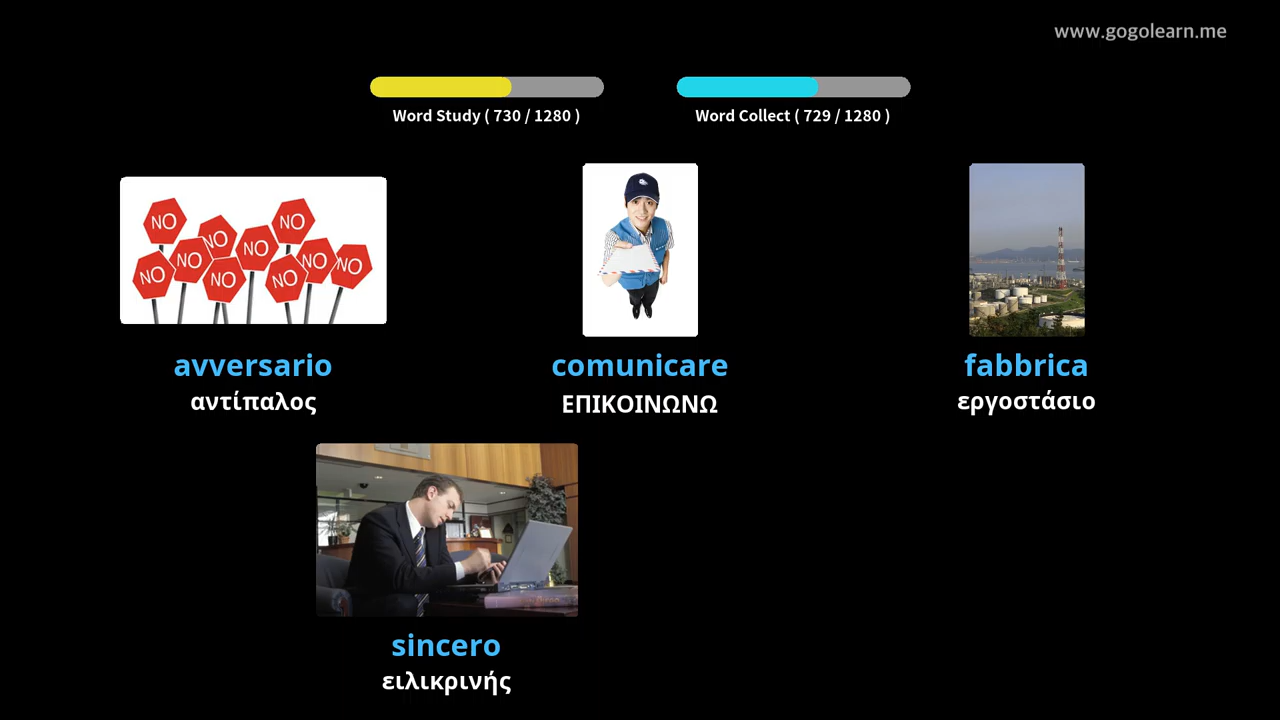 www.gogolearn.me
Word Study ( 730 / 1280 )
Word Collect ( 729 / 1280 )
NO NO NO NO NO NO NO NO NO NO
avversario
αντίπαλος
comunicare
ΕΠΙΚΟΙΝΩΝΩ
fabbrica
εργοστάσιο
sincero
ειλικρινής